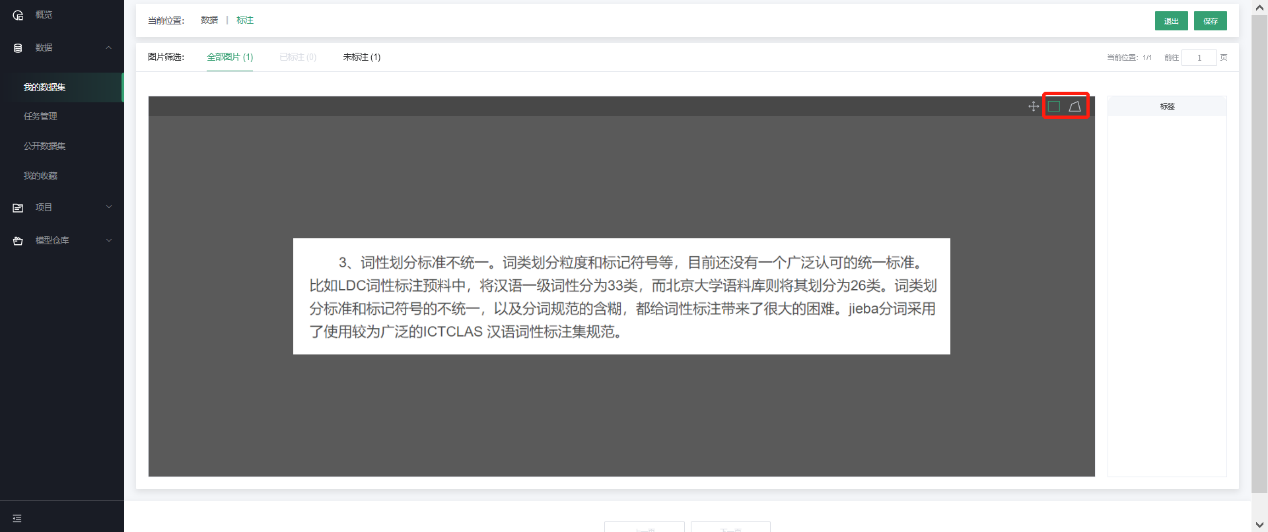 概览
当前位置： 数据 | 标注
退出 保存
数据
图片筛选： 全部图片 (1) 已标注 (0) 未标注 (1)
当前位置：1/1 前往 1 页
我的数据集
标签
任务管理
公开数据集
我的收藏
项目
模型仓库
3、词性划分标准不统一。词类划分粒度和标记符号等，目前还没有一个广泛认可的统一标准。
比如LDC词性标注预料中，将汉语一级词性分为33类，而北京大学语料库则将其划分为26类。词类划
分标准和标记符号的不统一，以及分词规范的含糊，都给词性标注带来了很大的困难。jieba分词采用
了使用较为广泛的ICTCLAS 汉语词性标注集规范。